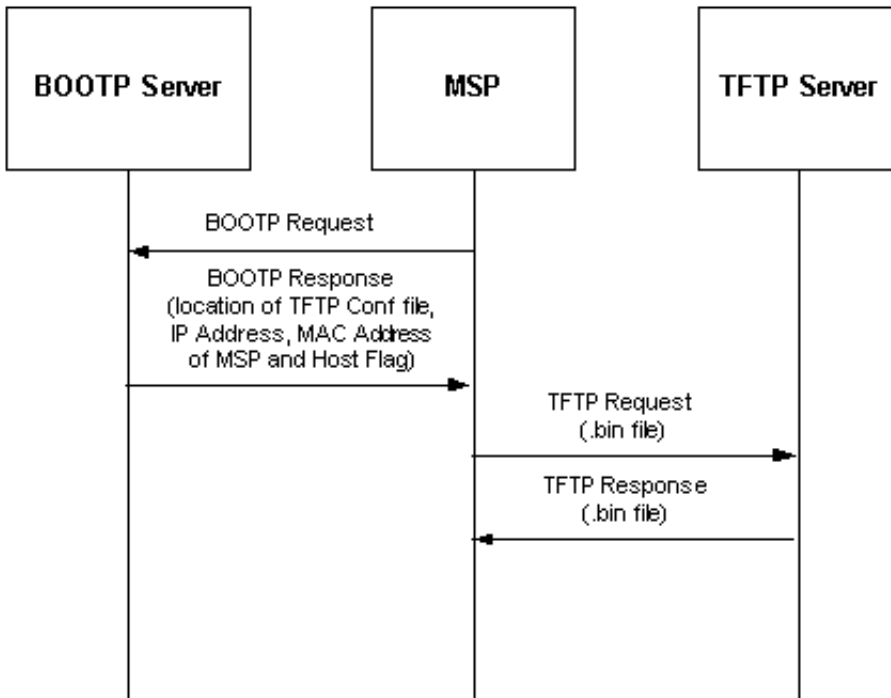 BOOTP Server
MSP
TFTP Server
BOOTP Request
BOOTP Response
(location of TFTP Conf file,
IP Address, MAC Address
of MSP and Host Flag)
TFTP Request
(.bin file)
TFTP Response
(.bin file)